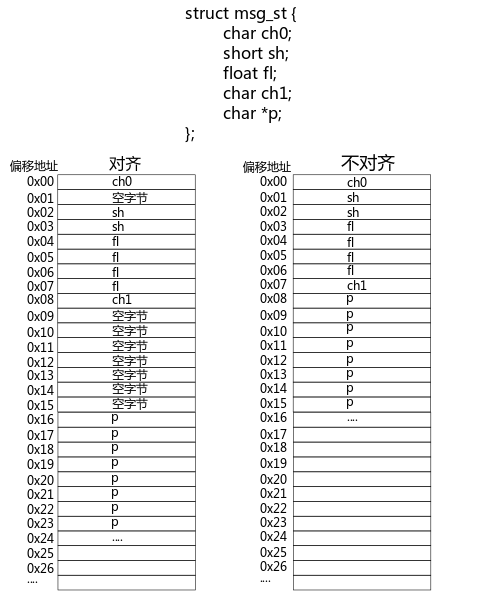 struct msg_st {
char ch0;
short sh;
float fl;
char ch1;
char *p;
};
偏移地址 对齐 偏移地址 不对齐
0x00 ch0 0x00 ch0
0x01 空字节 0x01 sh
0x02 sh 0x02 sh
0x03 sh 0x03 fl
0x04 fl 0x04 fl
0x05 fl 0x05 fl
0x06 fl 0x06 fl
0x07 fl 0x07 ch1
0x08 ch1 0x08 p
0x09 空字节 0x09 p
0x10 空字节 0x10 p
0x11 空字节 0x11 p
0x12 空字节 0x12 p
0x13 空字节 0x13 p
0x14 空字节 0x14 p
0x15 空字节 0x15 p
0x16 p 0x16 ....
0x17 p 0x17
0x18 p 0x18
0x19 p 0x19
0x20 p 0x20
0x21 p 0x21
0x22 p 0x22
0x23 p 0x23
0x24 .... 0x24
0x25 0x25
0x26 0x26
.... ....